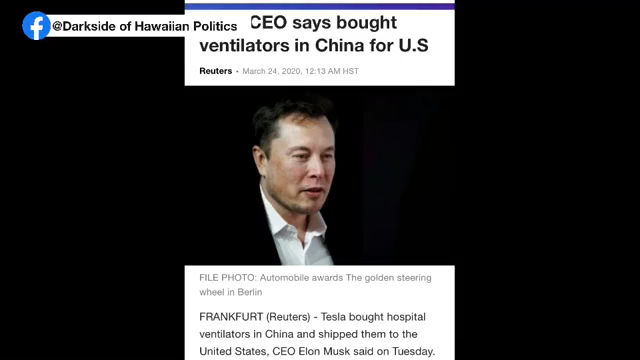 @Darkside of Hawaiian Politics
CEO says bought
ventilators in China for U.S
Reuters • March 24, 2020, 12:13 AM HST
FILE PHOTO: Automobile awards The golden steering
wheel in Berlin
FRANKFURT (Reuters) - Tesla bought hospital
ventilators in China and shipped them to the
United States, CEO Elon Musk said on Tuesday.